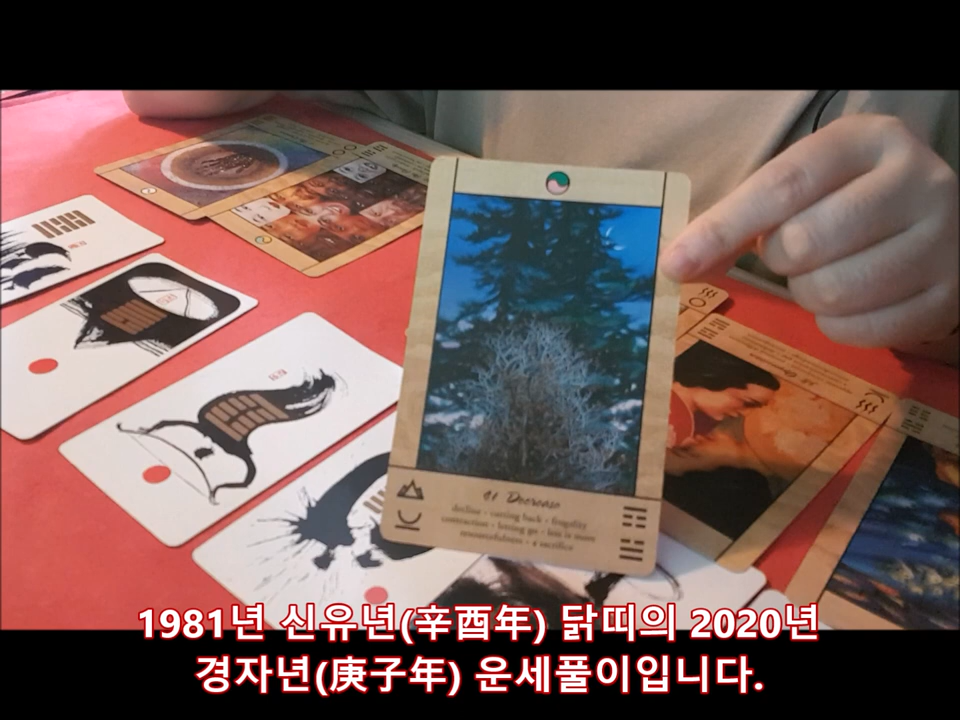 41 Decrease
decline - cutting back - frugality
contraction - letting go - less is more
resourcefulness - a sacrifice
1981년 신유년(辛酉年) 닭띠의 2020년
경자년(庚子年) 운세풀이입니다.